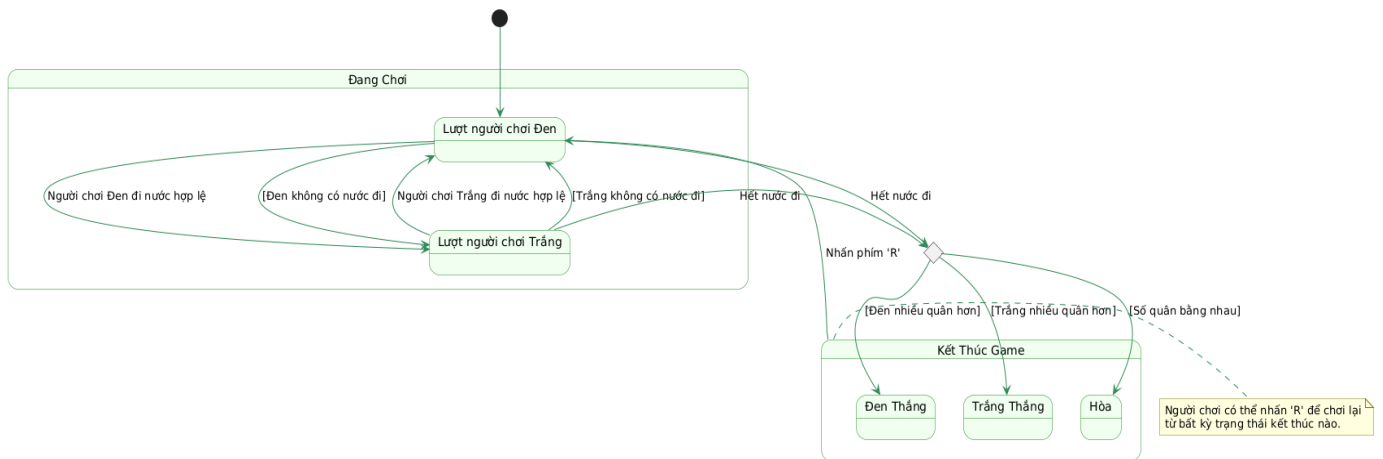 Đang Chơi
Lượt người chơi Đen
Người chơi Đen đi nước hợp lệ
[Đen không có nước đi]
Người chơi Trắng đi nước hợp lệ
[Trắng không có nước đi]
Hết nước đi
Hết nước đi
Lượt người chơi Trắng
Nhấn phím 'R'
[Đen nhiều quân hơn]
[Trắng nhiều quân hơn]
[Số quân bằng nhau]
Kết Thúc Game
Đen Thắng
Trắng Thắng
Hòa
Người chơi có thể nhấn 'R' để chơi lại
từ bất kỳ trạng thái kết thúc nào.